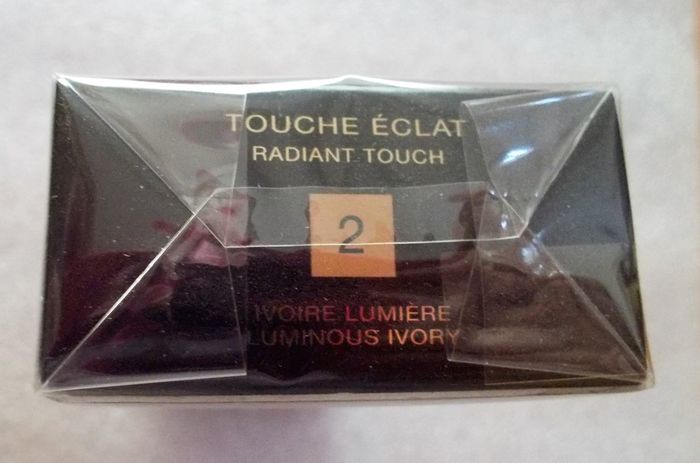 TOUCHE ÉCLAT
RADIANT TOUCH
2
IVOIRE LUMIÈRE
LUMINOUS IVORY